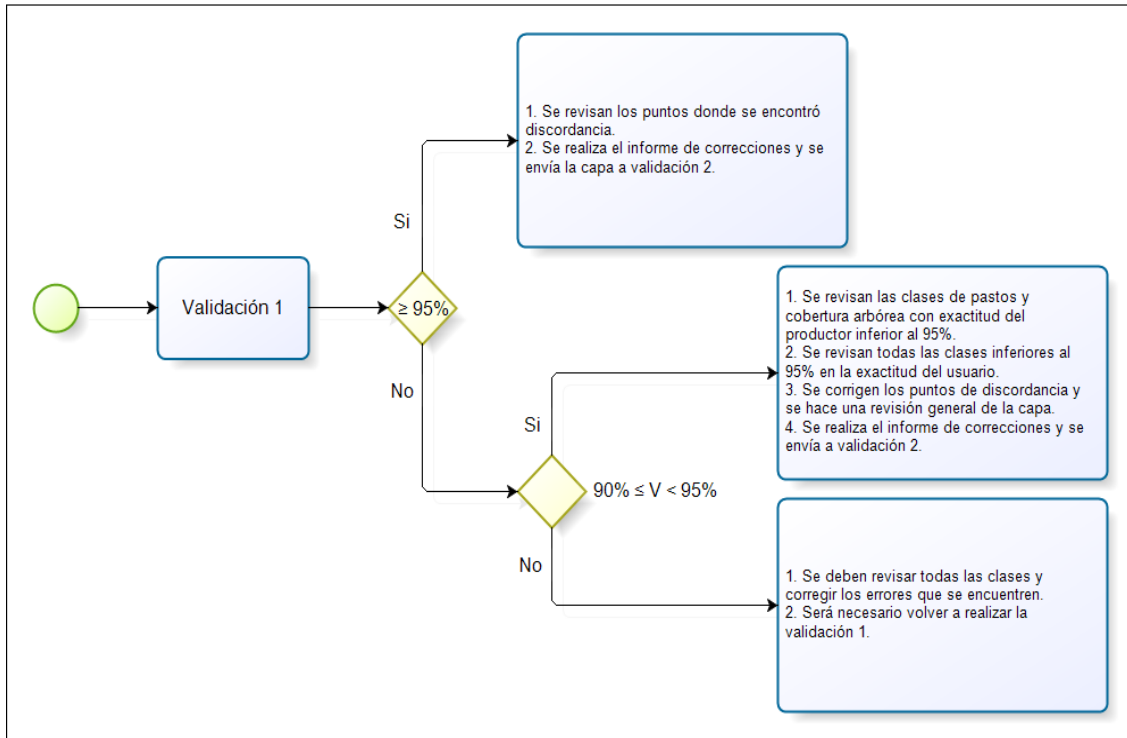 1. Se revisan los puntos donde se encontró
discordancia.
2. Se realiza el informe de correcciones y se
envía la capa a validación 2.
Si
Validación 1
≥ 95%
No
1. Se revisan las clases de pastos y
cobertura arbórea con exactitud del
productor inferior al 95%.
2. Se revisan todas las clases inferiores al
95% en la exactitud del usuario.
3. Se corrigen los puntos de discordancia y
se hace una revisión general de la capa.
4. Se realiza el informe de correcciones y se
envía a validación 2.
Si
90% ≤ V < 95%
No
1. Se deben revisar todas las clases y
corregir los errores que se encuentren.
2. Será necesario volver a realizar la
validación 1.